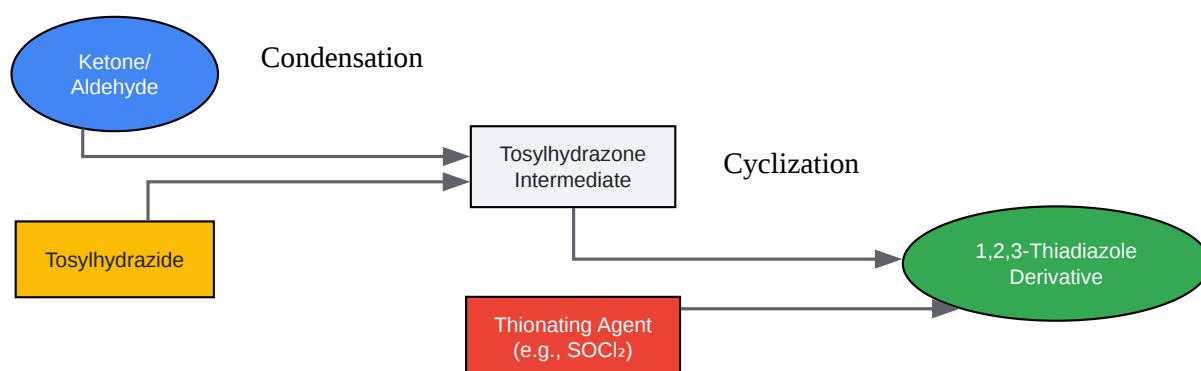 Ketone/
Aldehyde
Condensation
Tosylhydrazone
Intermediate
Cyclization
Tosylhydrazide
1,2,3-Thiadiazole
Derivative
Thionating Agent
(e.g., SOCl₂)